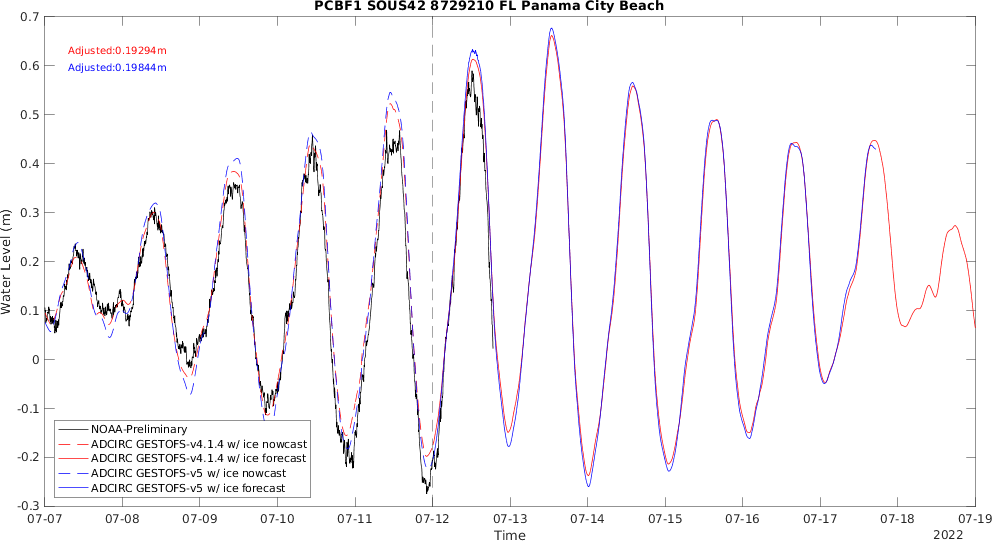 PCBF1 SOUS42 8729210 FL Panama City Beach
0.7
0.6
0.5
0.4
0.3
0.2
0.1
0
-0.1
-0.2
-0.3
Water Level (m)
Adjusted:0.19294m
Adjusted:0.19844m
NOAA-Preliminary
ADCIRC GESTOFS-v4.1.4 w/ ice nowcast
ADCIRC GESTOFS-v4.1.4 w/ ice forecast
ADCIRC GESTOFS-v5 w/ ice nowcast
ADCIRC GESTOFS-v5 w/ ice forecast
07-07 07-08 07-09 07-10 07-11 07-12 07-13 07-14 07-15 07-16 07-17 07-18 07-19
Time
2022